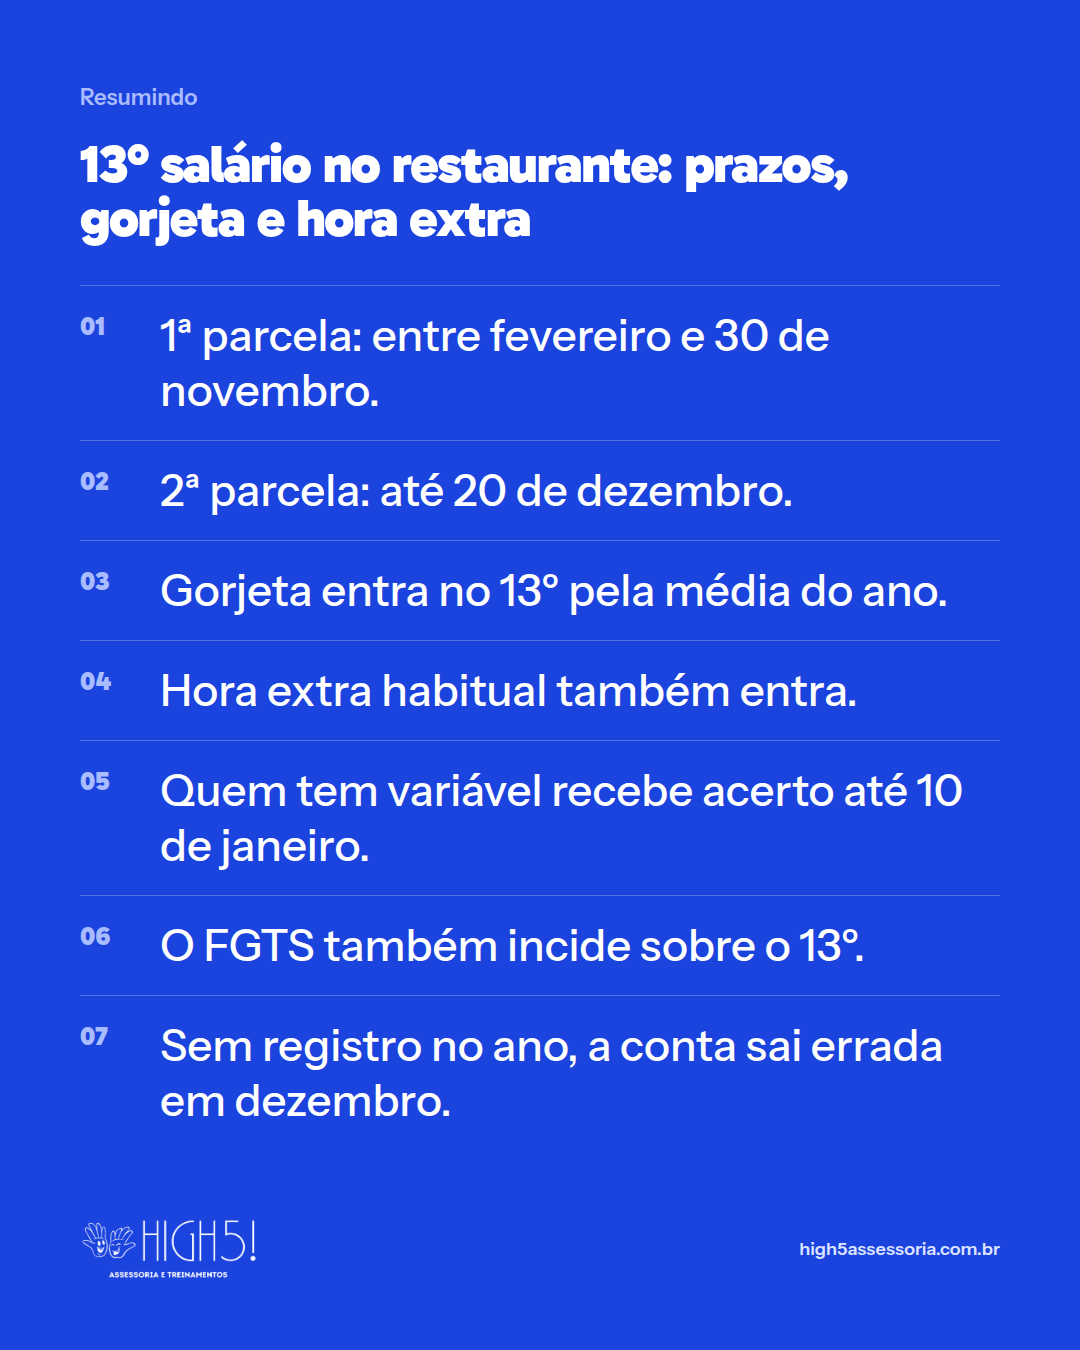 Resumindo
13º salário no restaurante: prazos,
gorjeta e hora extra
01
1ª parcela: entre fevereiro e 30 de
novembro.
02
2ª parcela: até 20 de dezembro.
03
Gorjeta entra no 13º pela média do ano.
04
Hora extra habitual também entra.
05
Quem tem variável recebe acerto até 10
de janeiro.
06
O FGTS também incide sobre o 13º.
07
Sem registro no ano, a conta sai errada
em dezembro.
HIGH5!
ASSESSORIA E TREINAMENTOS
high5assessoria.com.br